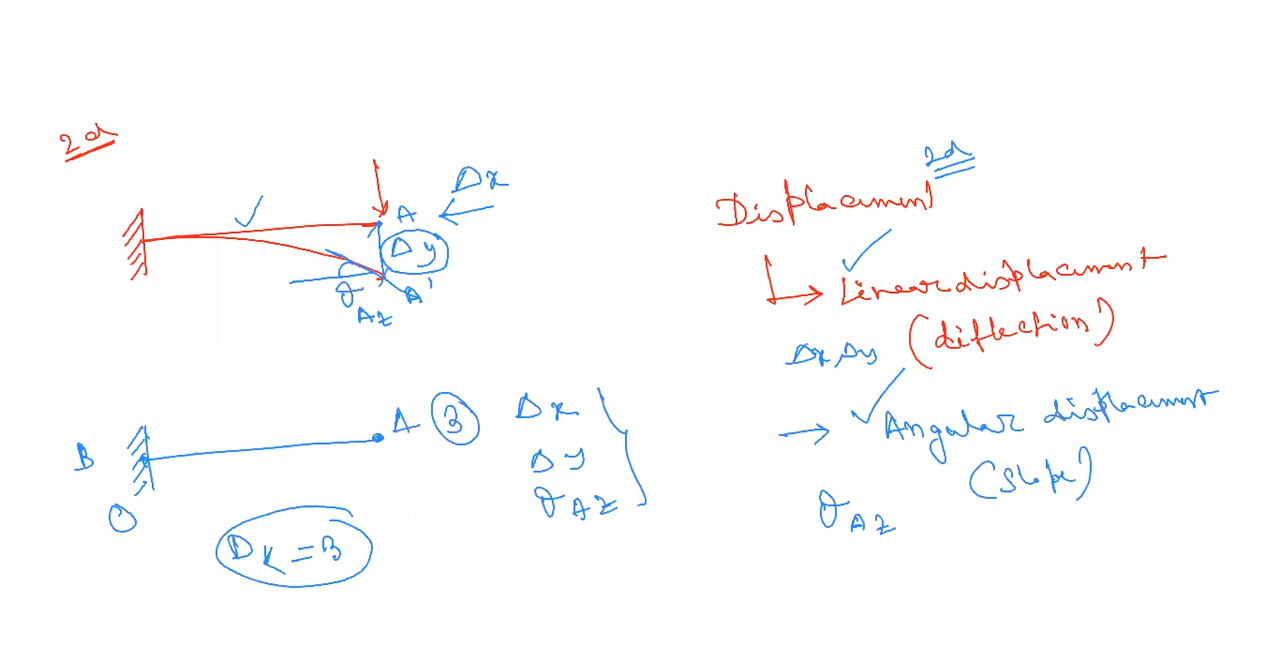 2d
Δx
A
Δy
A'
θAz
B
0
A ③
Δx
Δy
θAz
Dk = 3
2d
Displacement
→ Linear displacement
(diflection)
Δx, Δy
→ Angular displacement
(slope)
θAz